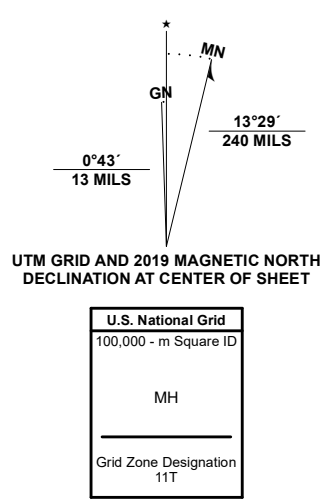 ★
MN
GN
13°29´
240 MILS
0°43´
13 MILS
UTM GRID AND 2019 MAGNETIC NORTH
DECLINATION AT CENTER OF SHEET
U.S. National Grid
100,000 - m Square ID
MH
Grid Zone Designation
11T